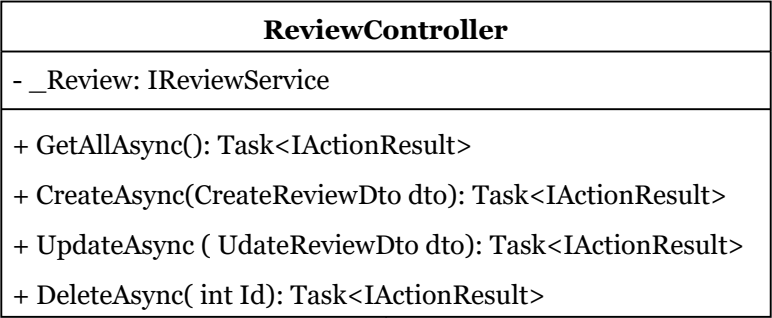 ReviewController
- _Review: IReviewService
+ GetAllAsync(): Task<IActionResult>
+ CreateAsync(CreateReviewDto dto): Task<IActionResult>
+ UpdateAsync ( UdateReviewDto dto): Task<IActionResult>
+ DeleteAsync( int Id): Task<IActionResult>